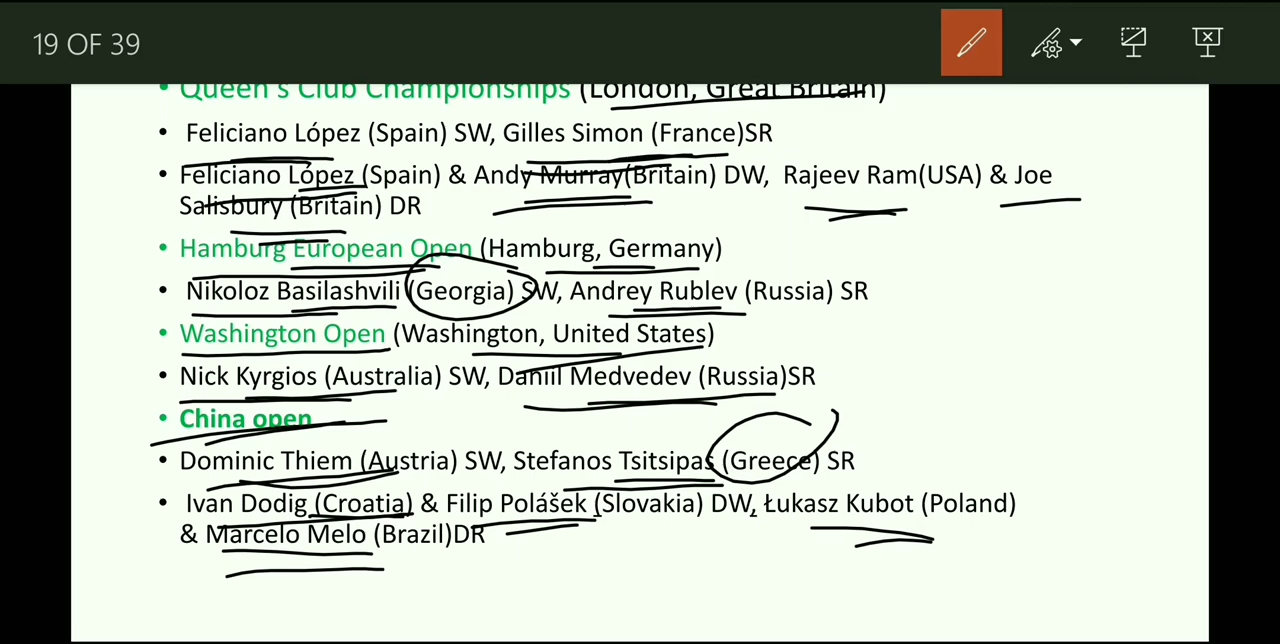 19 OF 39
• Queen's Club Championships (London, Great Britain)
• Feliciano López (Spain) SW, Gilles Simon (France)SR
• Feliciano López (Spain) & Andy Murray(Britain) DW, Rajeev Ram(USA) & Joe
Salisbury (Britain) DR
• Hamburg European Open (Hamburg, Germany)
• Nikoloz Basilashvili (Georgia) SW, Andrey Rublev (Russia) SR
• Washington Open (Washington, United States)
• Nick Kyrgios (Australia) SW, Daniil Medvedev (Russia)SR
• China open
• Dominic Thiem (Austria) SW, Stefanos Tsitsipas (Greece) SR
• Ivan Dodig (Croatia) & Filip Polášek (Slovakia) DW, Łukasz Kubot (Poland)
& Marcelo Melo (Brazil)DR